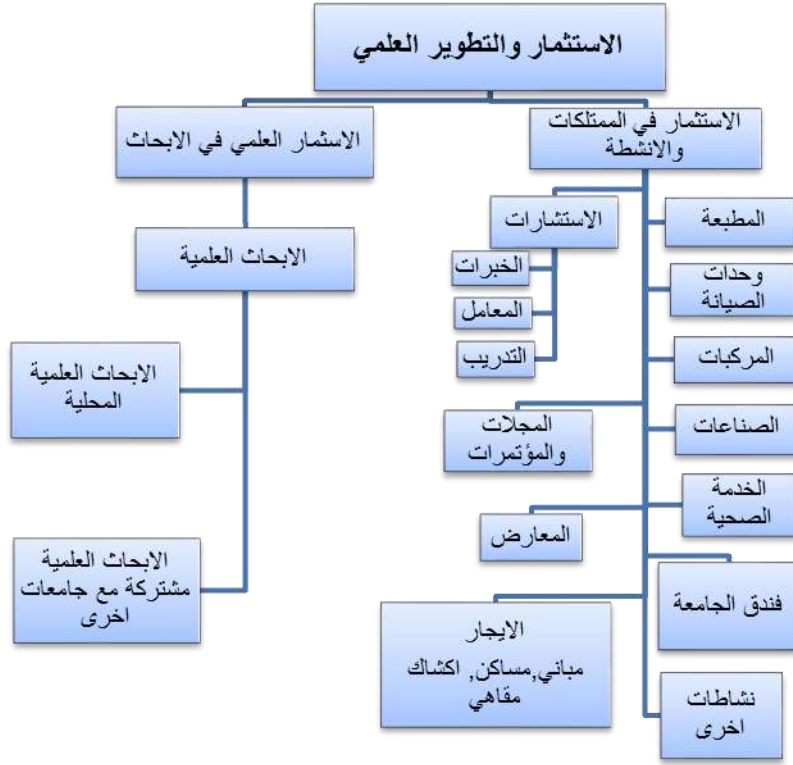 الاستثمار والتطوير العلمي
الاستثمار في الممتلكات
والانشطة
الاسثمار العلمي في الابحاث
الاستشارات
المطبعة
الابحاث العلمية
الخبرات
وحدات
الصيانة
المعامل
التدريب
المركبات
الابحاث العلمية
المحلية
المجلات
والمؤتمرات
الصناعات
الخدمة
الصحية
المعارض
الابحاث العلمية
مشتركة مع جامعات
اخرى
فندق الجامعة
الايجار
مباني,مساكن, اكشاك
مقاهي
نشاطات
اخرى